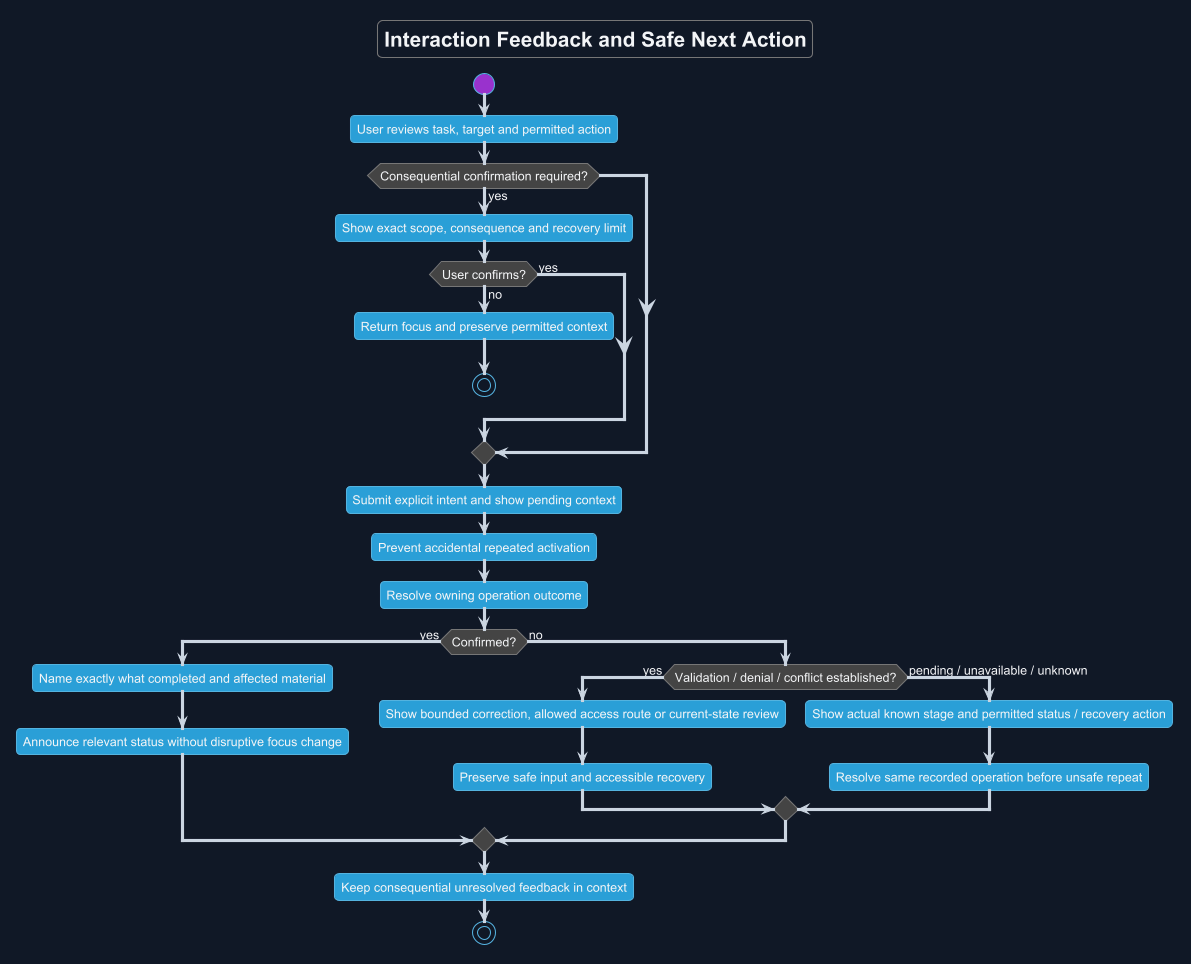 Interaction Feedback and Safe Next Action
User reviews task, target and permitted action
Consequential confirmation required?
yes
Show exact scope, consequence and recovery limit
User confirms?
yes
no
Return focus and preserve permitted context
Submit explicit intent and show pending context
Prevent accidental repeated activation
Resolve owning operation outcome
yes
Confirmed?
no
Name exactly what completed and affected material
Announce relevant status without disruptive focus change
yes
Validation / denial / conflict established?
pending / unavailable / unknown
Show bounded correction, allowed access route or current-state review
Show actual known stage and permitted status / recovery action
Preserve safe input and accessible recovery
Resolve same recorded operation before unsafe repeat
Keep consequential unresolved feedback in context